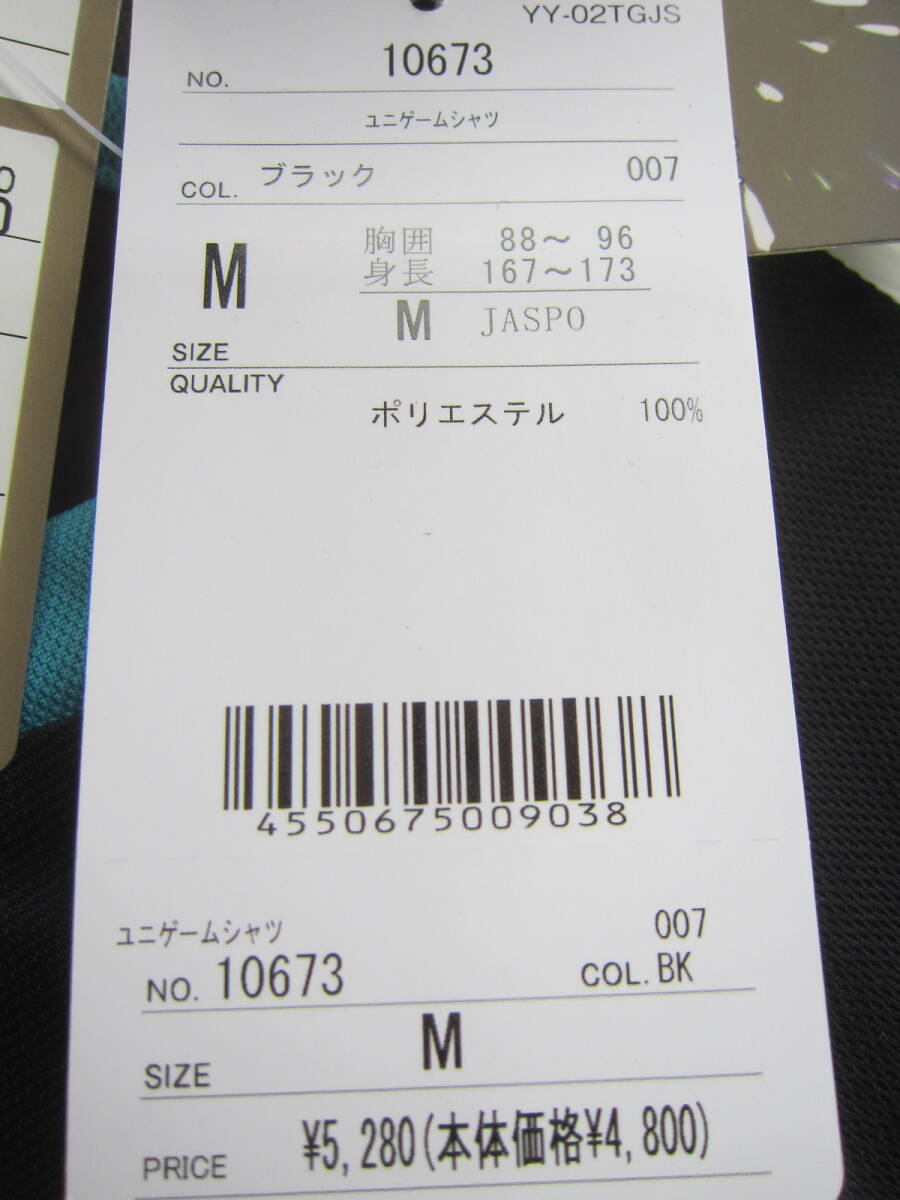 YY-02TGJS
NO. 10673
ユニゲームシャツ
COL. ブラック 007
M 胸囲 88～ 96
身長 167～173
M JASPO
SIZE
QUALITY
ポリエステル 100%
4550675009038
ユニゲームシャツ 007
NO. 10673 COL. BK
SIZE M
PRICE ¥5,280(本体価格¥4,800)